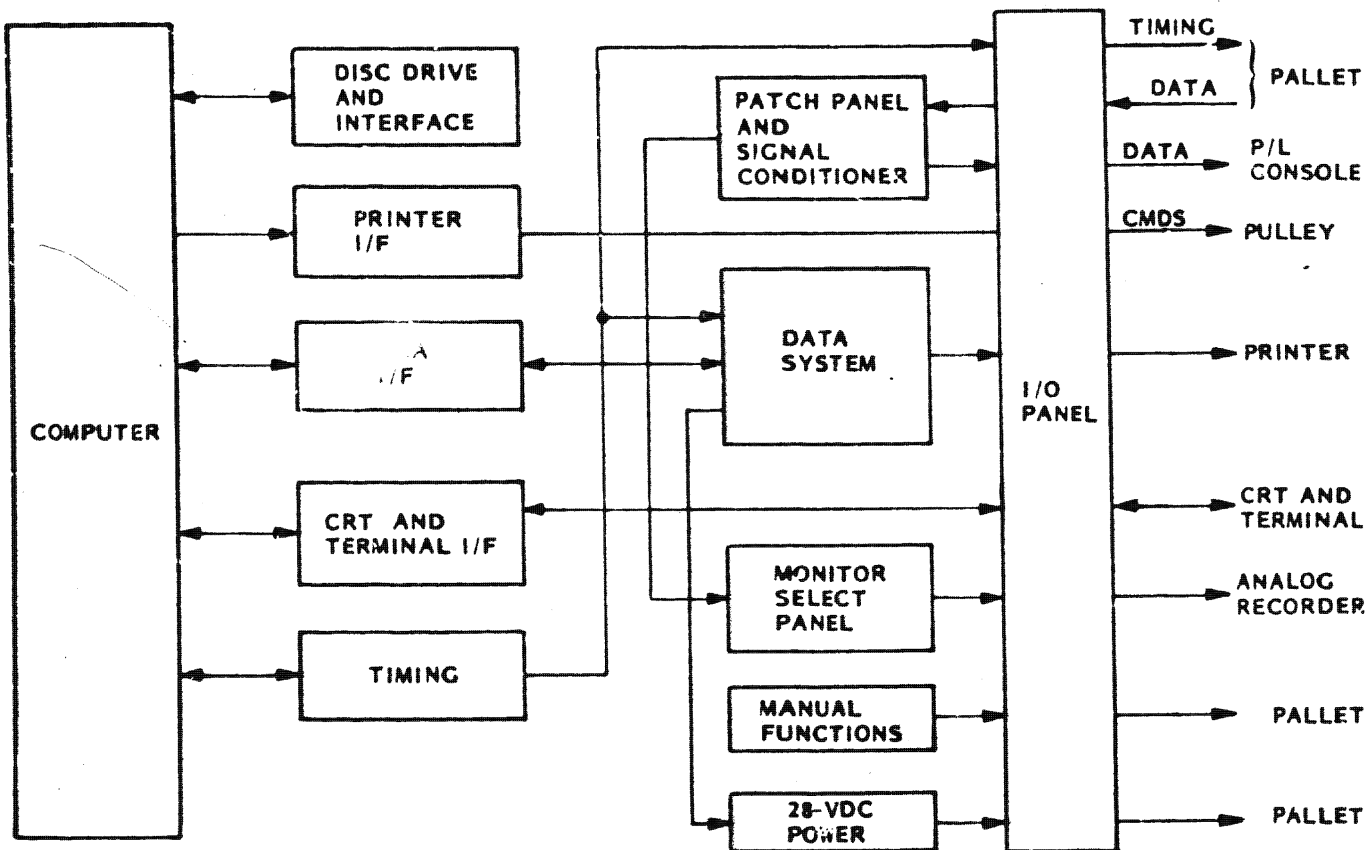 COMPUTER
DISC DRIVE
AND
INTERFACE
PRINTER
I/F
I/F
CRT AND
TERMINAL I/F
TIMING
PATCH PANEL
AND
SIGNAL
CONDITIONER
DATA
SYSTEM
MONITOR
SELECT
PANEL
MANUAL
FUNCTIONS
28-VDC
POWER
I/O
PANEL
TIMING
DATA
PALLET
DATA
P/L
CONSOLE
CMDS
PULLEY
PRINTER
CRT AND
TERMINAL
ANALOG
RECORDER
PALLET
PALLET